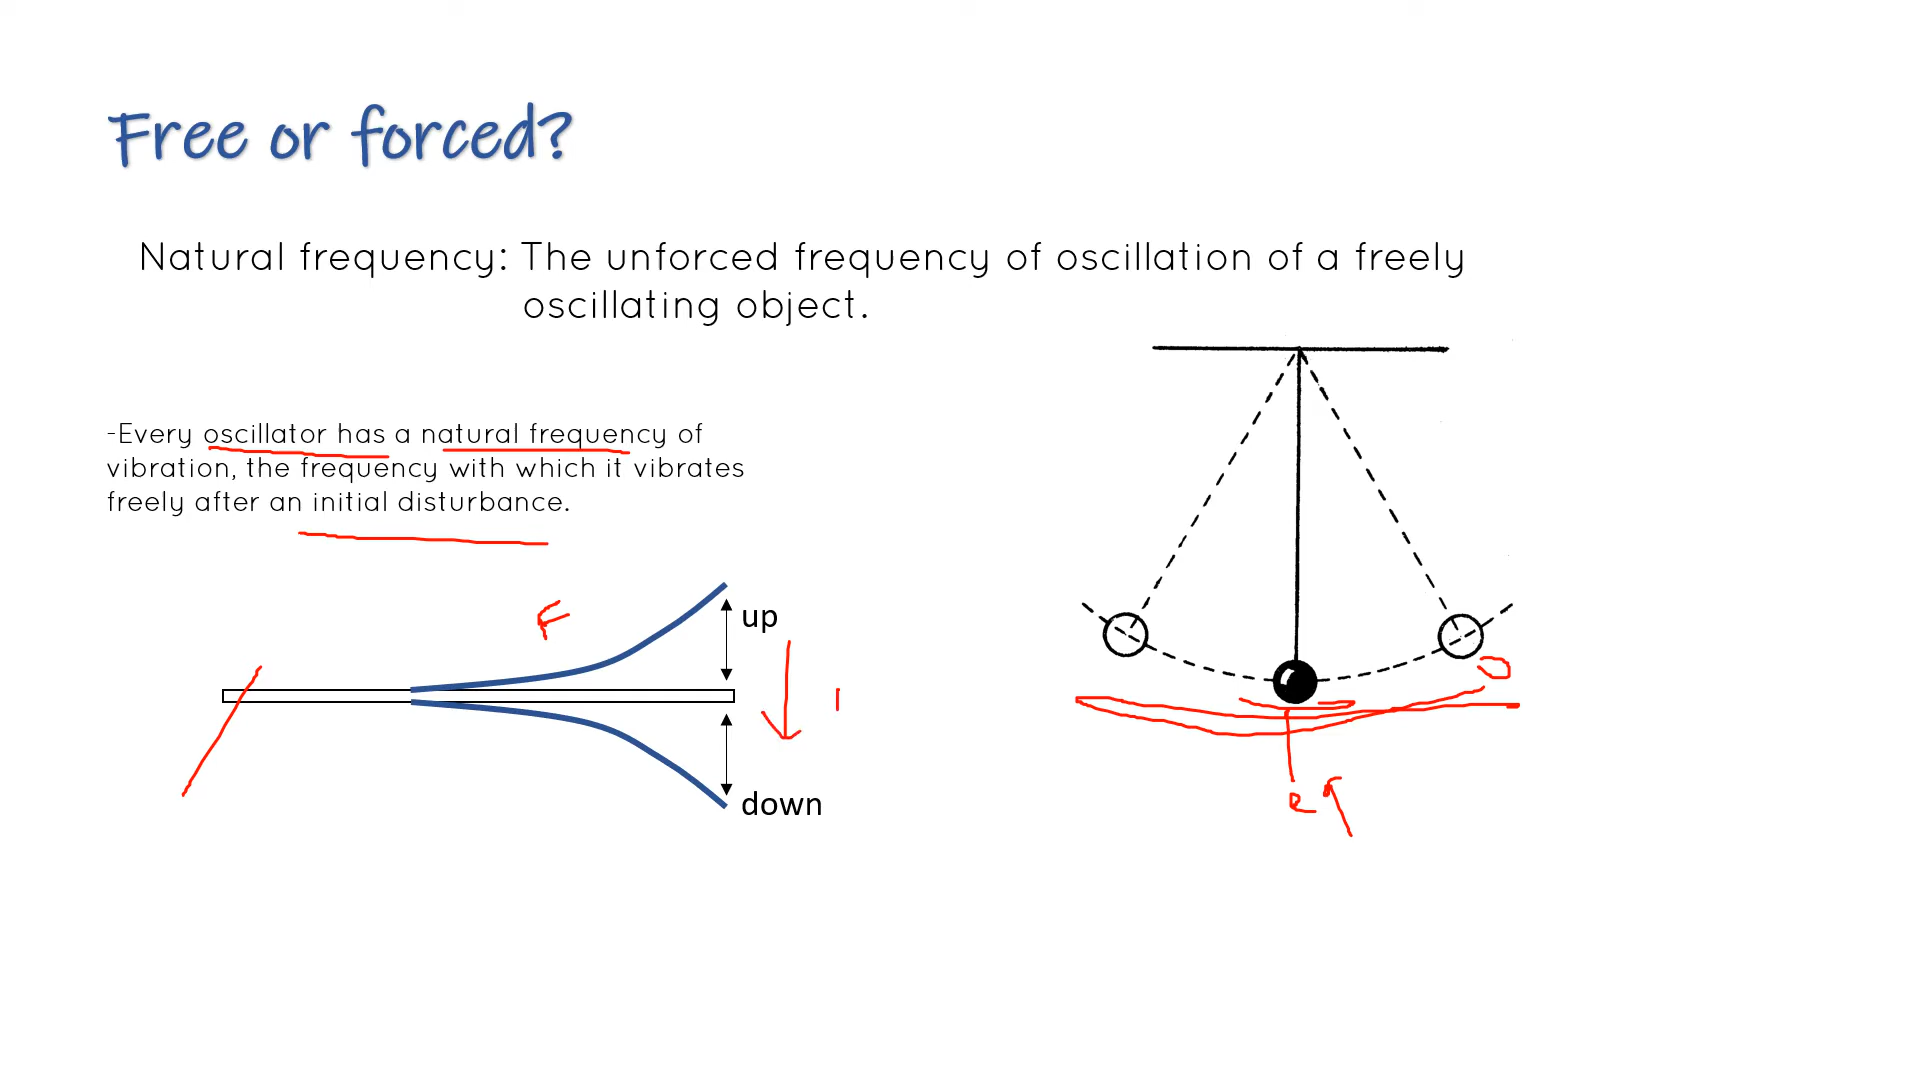 Free or forced?
Natural frequency: The unforced frequency of oscillation of a freely
oscillating object.
-Every oscillator has a natural frequency of
vibration, the frequency with which it vibrates
freely after an initial disturbance.
F
up
down